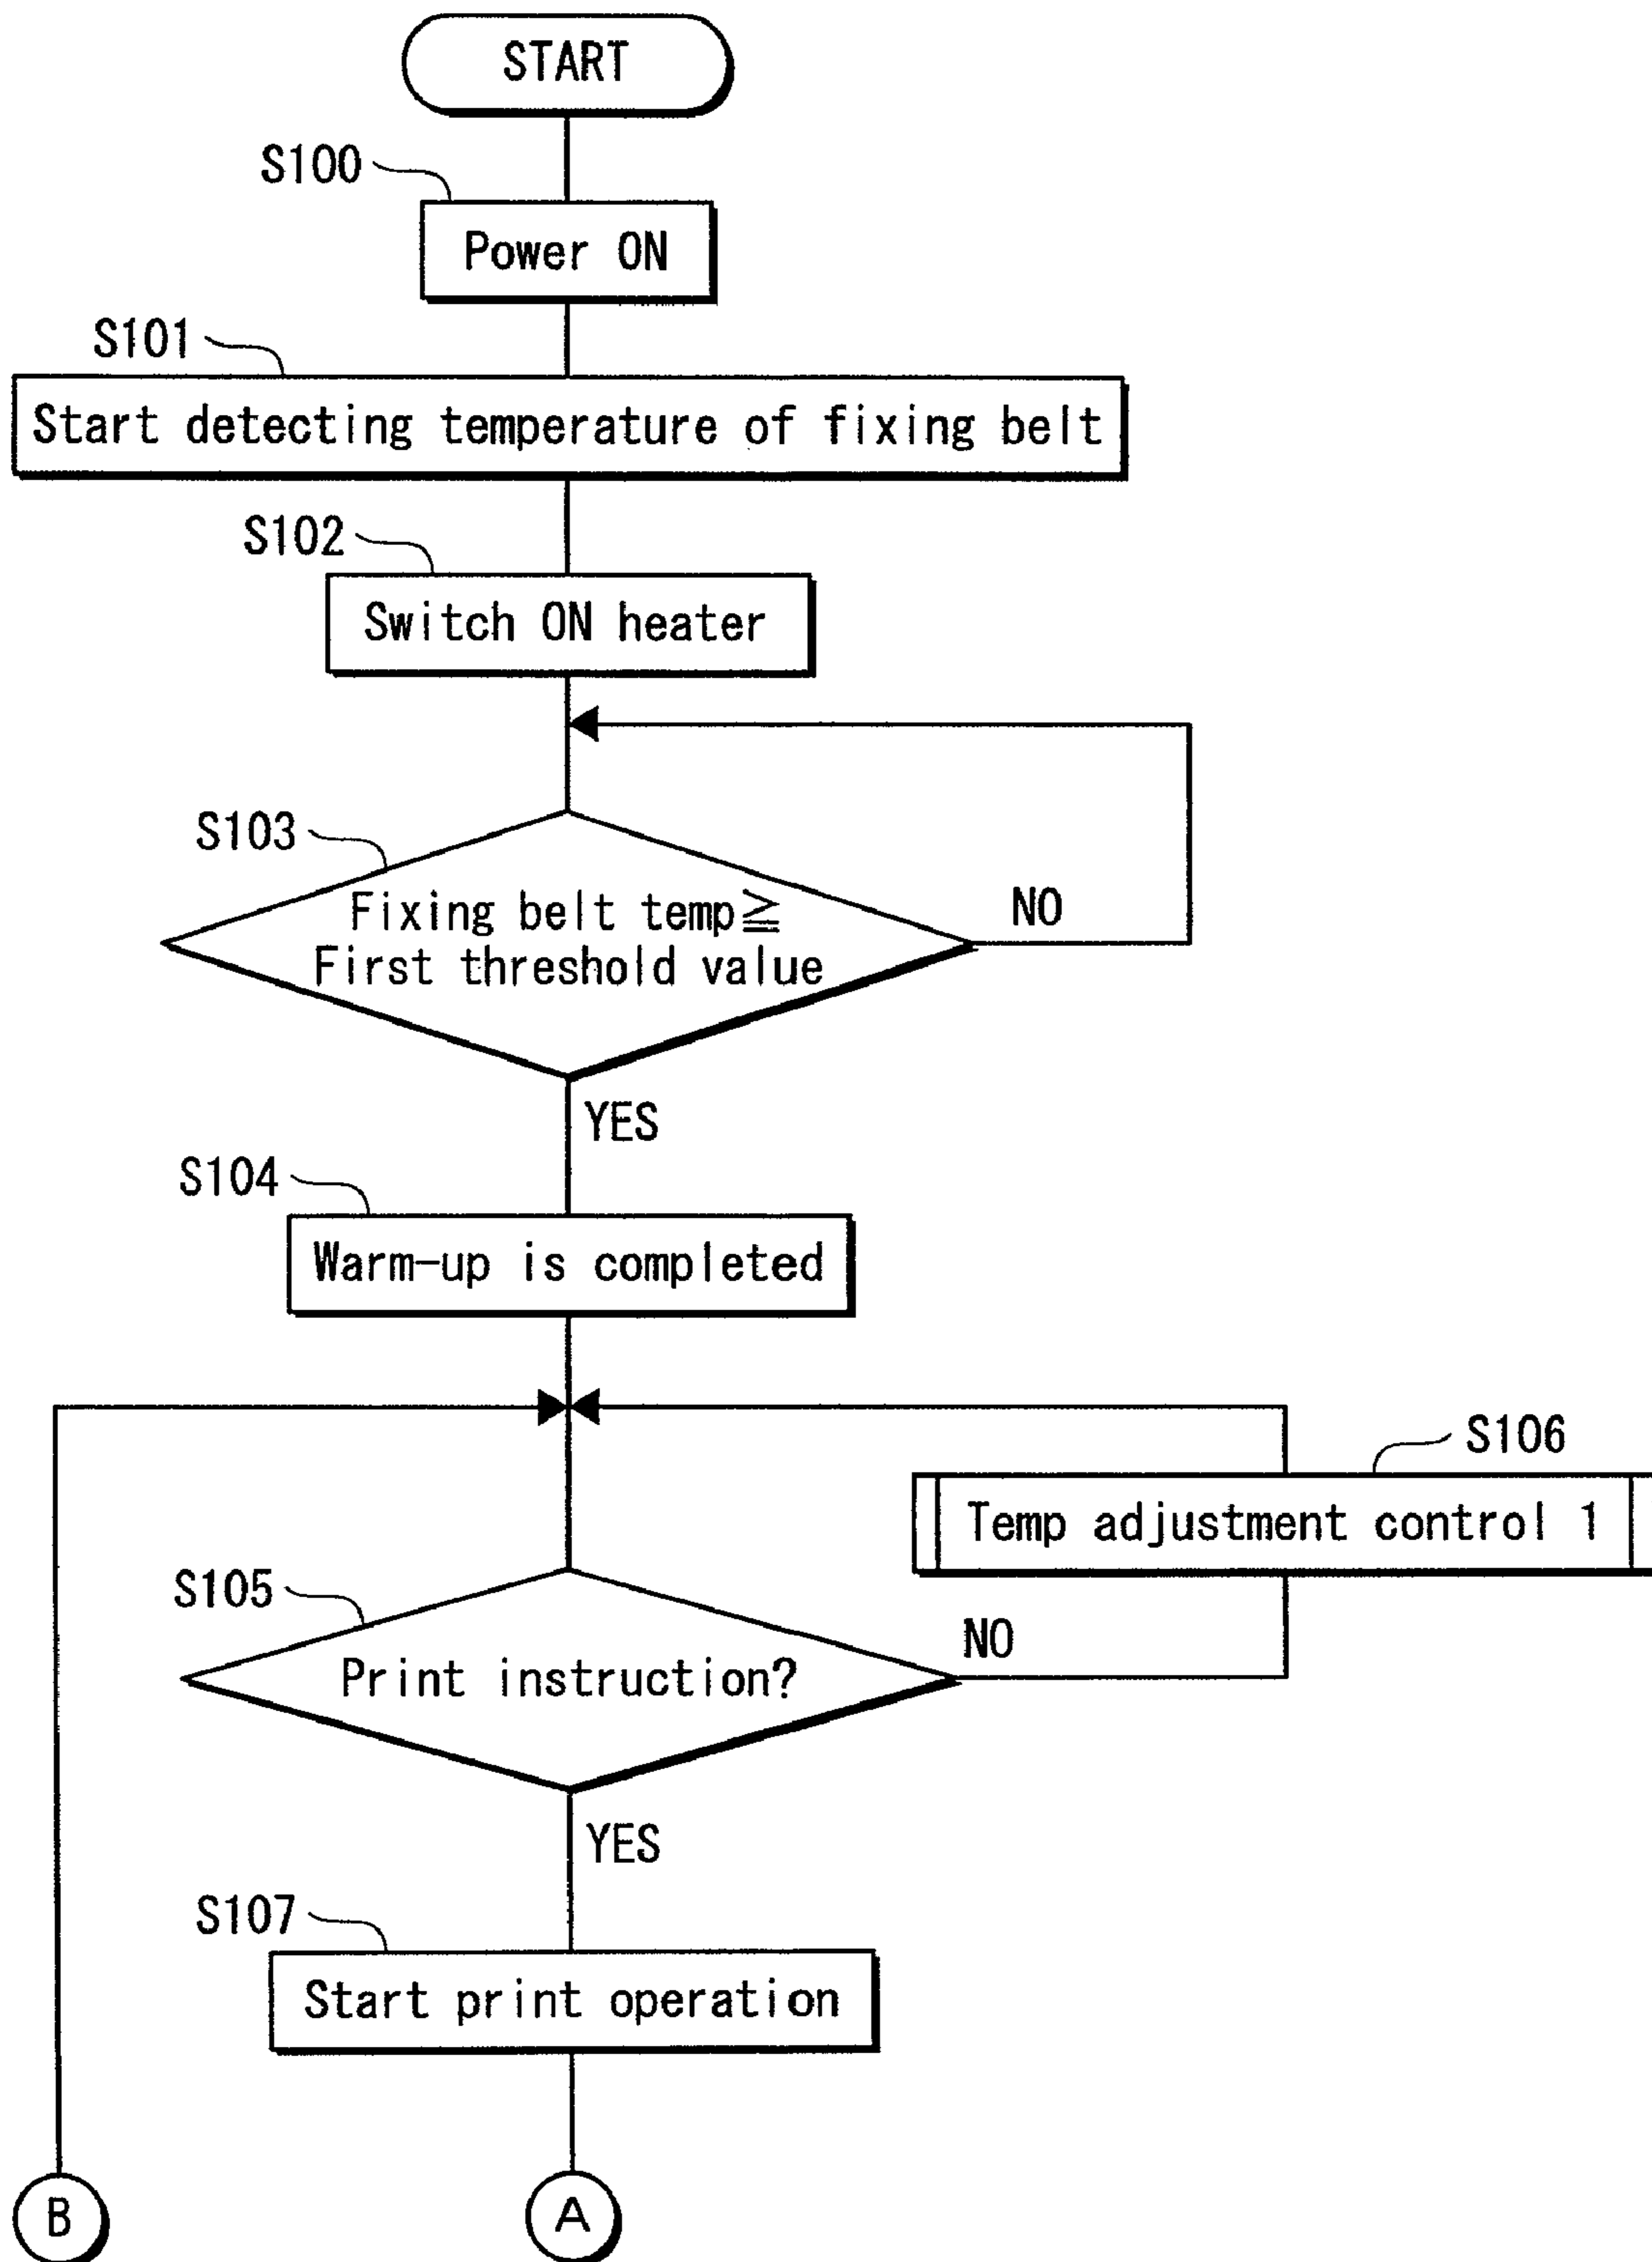 START
S100
Power ON
S101
Start detecting temperature of fixing belt
S102
Switch ON heater
S103
Fixing belt temp≧
First threshold value
NO
YES
S104
Warm-up is completed
S106
Temp adjustment control 1
S105
Print instruction?
NO
YES
S107
Start print operation
B
A